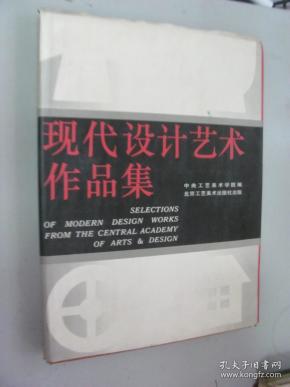 现代设计艺术
作品集
中央工艺美术学院编
北京工艺美术出版社出版
SELECTIONS
OF MODERN DESIGN WORKS
FROM THE CENTRAL ACADEMY
OF ARTS & DESIGN
孔夫子旧书网